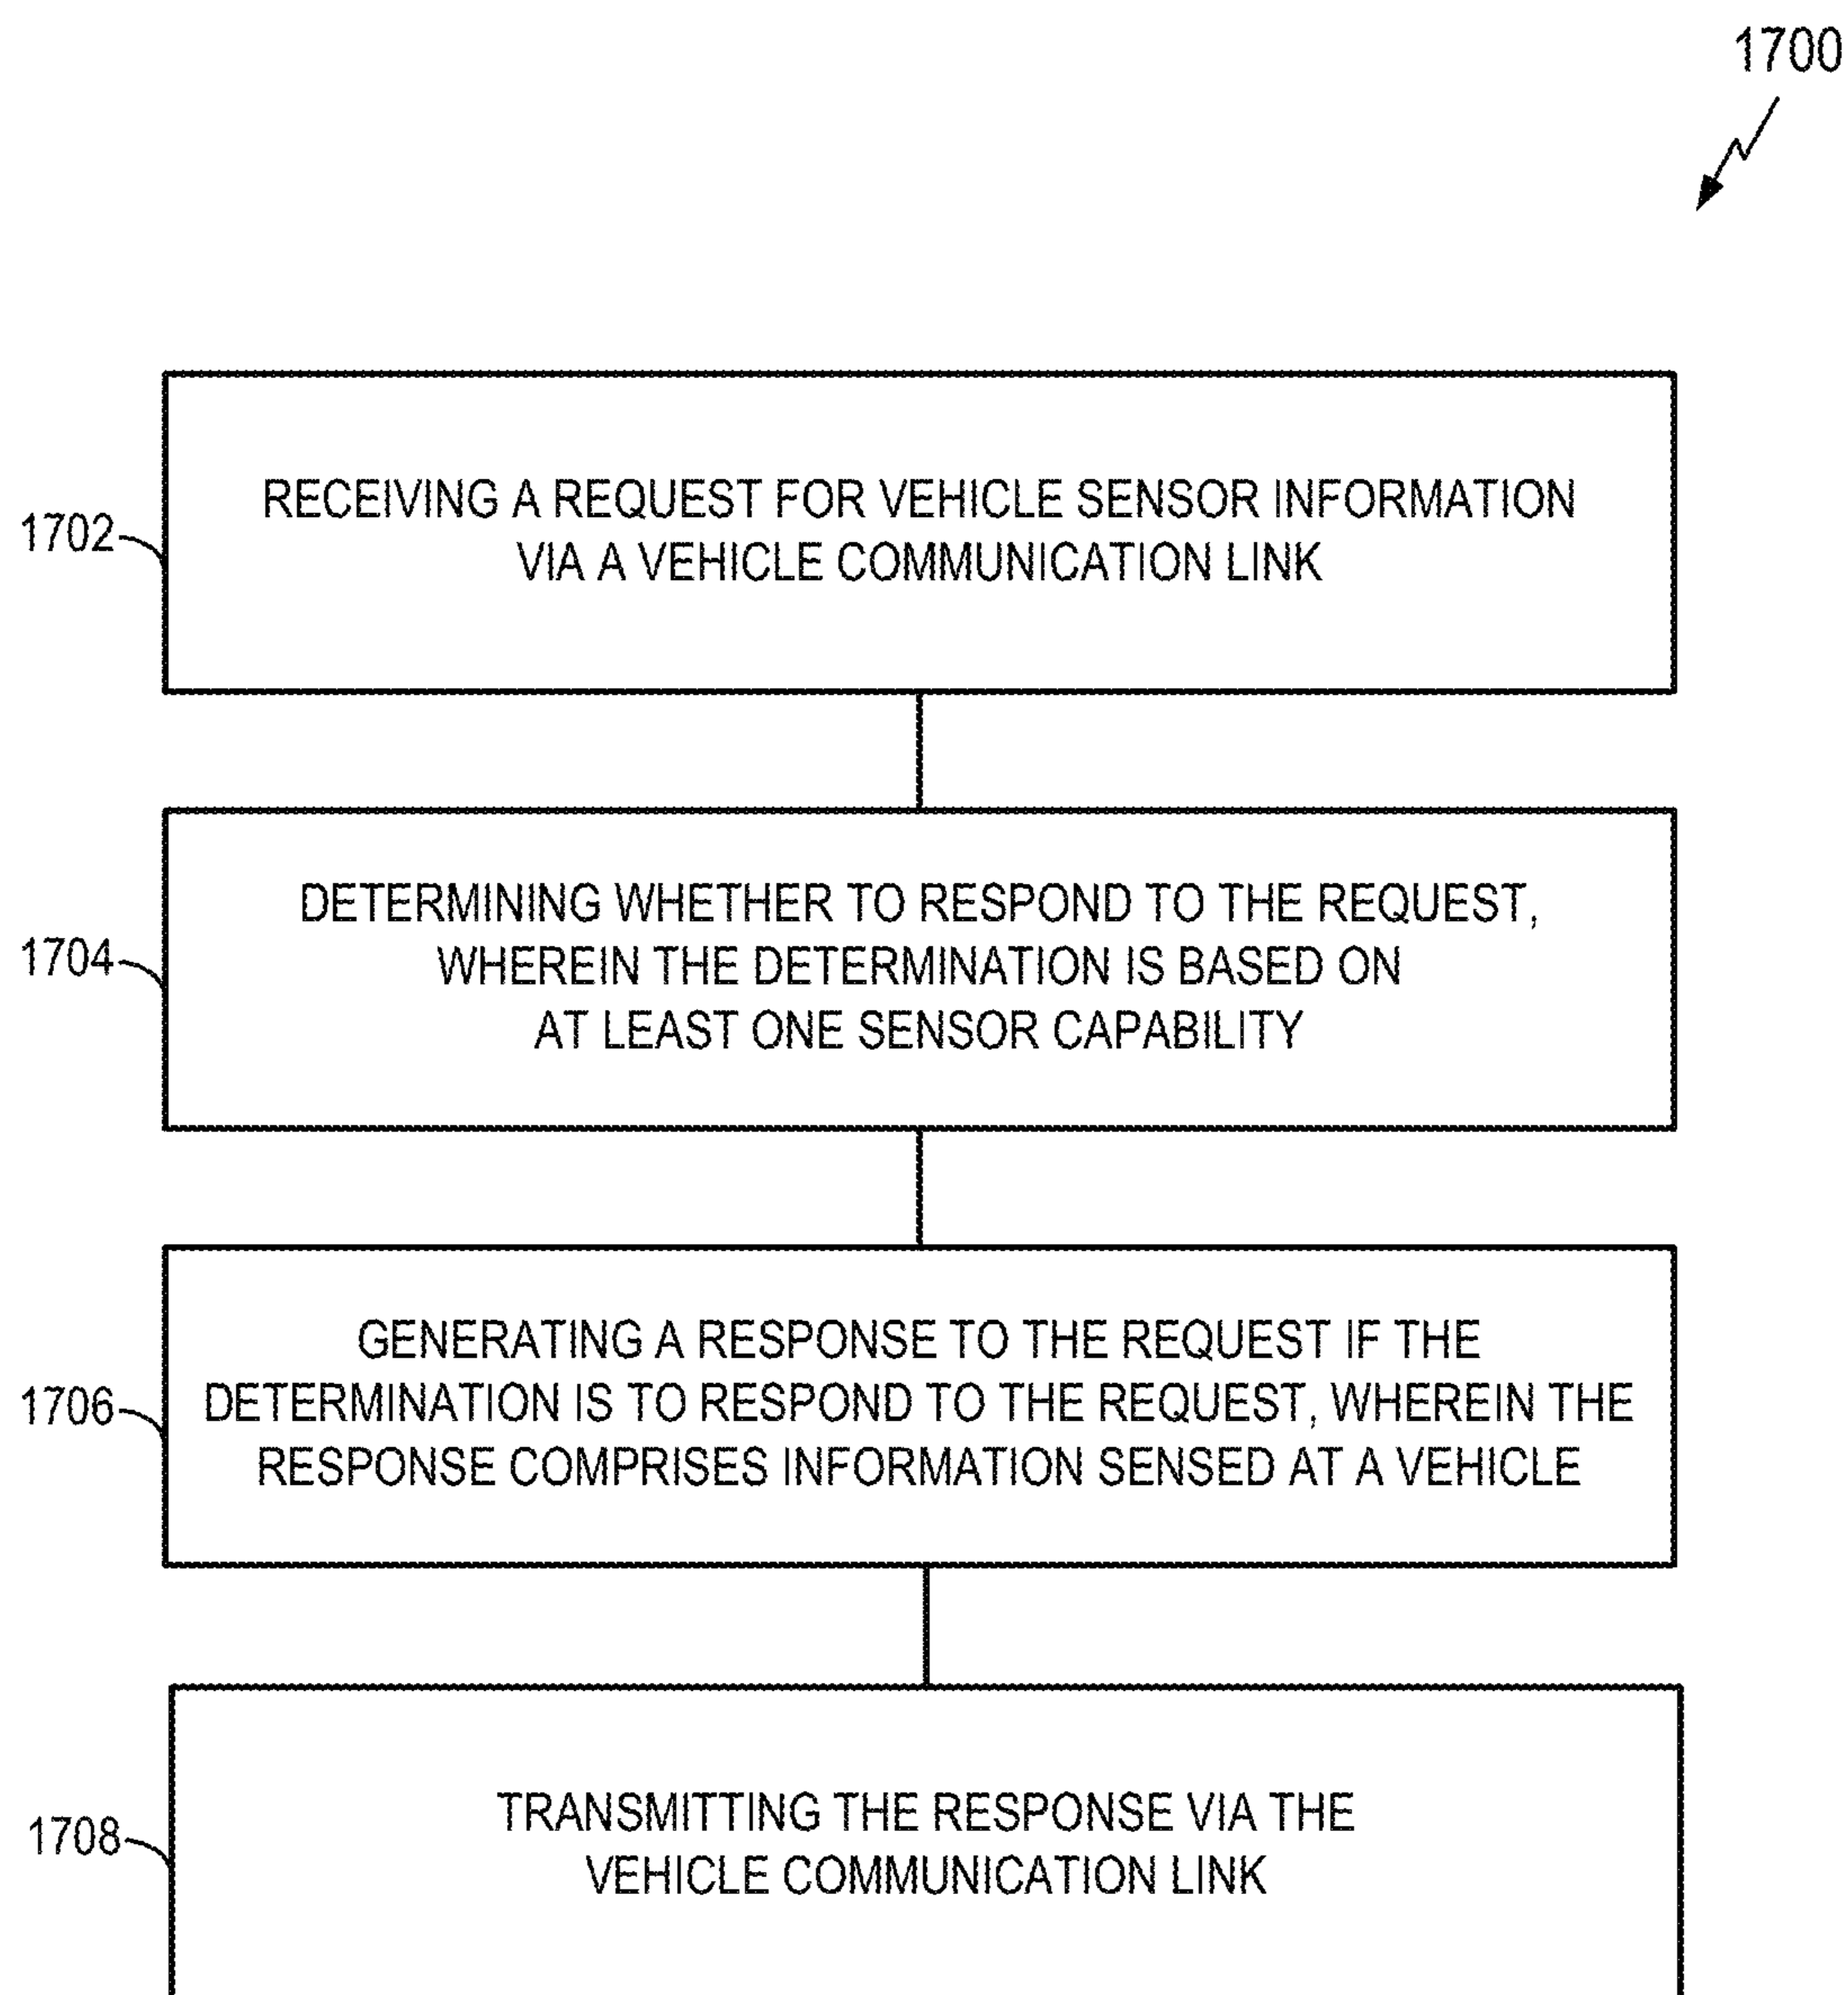 1700
RECEIVING A REQUEST FOR VEHICLE SENSOR INFORMATION
VIA A VEHICLE COMMUNICATION LINK
1702
DETERMINING WHETHER TO RESPOND TO THE REQUEST,
WHEREIN THE DETERMINATION IS BASED ON
AT LEAST ONE SENSOR CAPABILITY
1704
GENERATING A RESPONSE TO THE REQUEST IF THE
DETERMINATION IS TO RESPOND TO THE REQUEST, WHEREIN THE
RESPONSE COMPRISES INFORMATION SENSED AT A VEHICLE
1706
TRANSMITTING THE RESPONSE VIA THE
VEHICLE COMMUNICATION LINK
1708